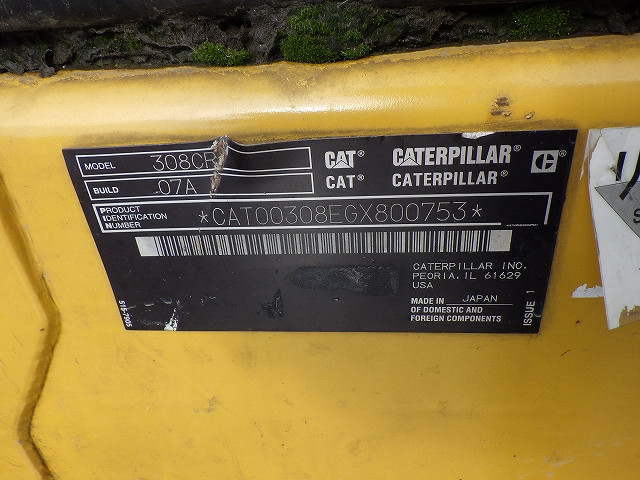 MODEL 308CR
CAT® CATERPILLAR® C®
BUILD 07A
CAT® CATERPILLAR®
PRODUCT IDENTIFICATION NUMBER
*CAT00308EGX800753*
CATERPILLAR INC.
PEORIA, IL 61629
USA
MADE IN JAPAN
OF DOMESTIC AND
FOREIGN COMPONENTS
ISSUE 1